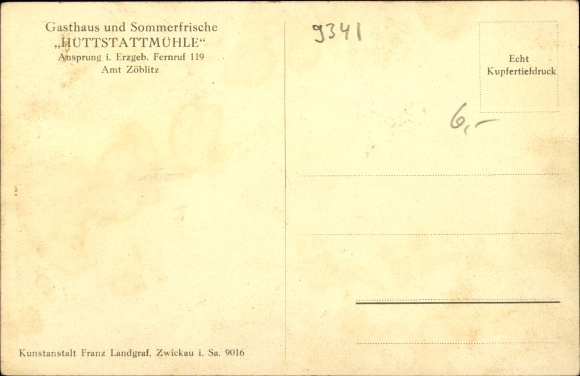 Gasthaus und Sommerfrische
„HÜTTSTATTMÜHLE“
Ansprung i. Erzgeb. Fernruf 119
Amt Zöblitz
9341
Echt
Kupfertiefdruck
6,-
Kunstanstalt Franz Landgraf, Zwickau i. Sa. 9016